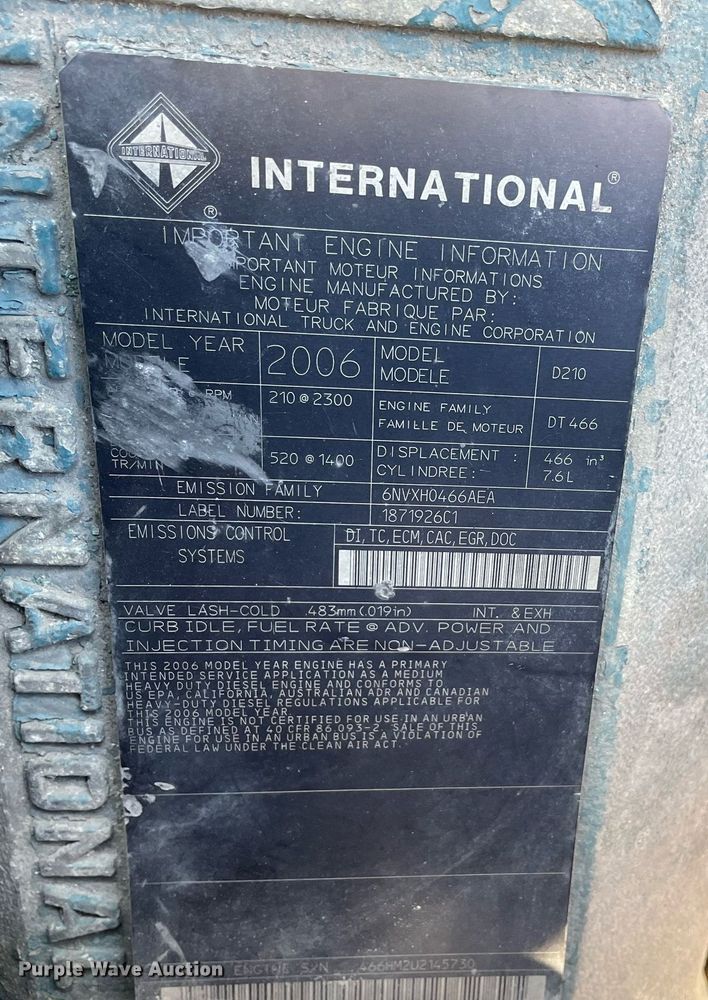 INTERNATIONAL
INTERNATIONAL
®
INTERNATIONAL®
IMPORTANT ENGINE INFORMATION
IMPORTANT MOTEUR INFORMATIONS
ENGINE MANUFACTURED BY:
MOTEUR FABRIQUE PAR:
INTERNATIONAL TRUCK AND ENGINE CORPORATION
MODEL YEAR
2006
MODEL
MODELE
D210
RPM
210 @ 2300
ENGINE FAMILY
FAMILLE DE MOTEUR
DT 466
TR/MIN
520 @ 1400
DISPLACEMENT :
CYLINDREE:
466 in³
7.6L
EMISSION FAMILY
6NVXH0466AEA
LABEL NUMBER:
1871926C1
EMISSIONS CONTROL
SYSTEMS
DI, TC, ECM, CAC, EGR, DOC
VALVE LASH-COLD .483mm (.019in) INT. & EXH
CURB IDLE, FUEL RATE @ ADV. POWER AND
INJECTION TIMING ARE NON-ADJUSTABLE
THIS 2006 MODEL YEAR ENGINE HAS A PRIMARY
INTENDED SERVICE APPLICATION AS A MEDIUM
HEAVY DUTY DIESEL ENGINE AND CONFORMS TO
US EPA, CALIFORNIA, AUSTRALIAN ADR AND CANADIAN
HEAVY-DUTY DIESEL REGULATIONS APPLICABLE FOR
THIS 2006 MODEL YEAR.
THIS ENGINE IS NOT CERTIFIED FOR USE IN AN URBAN
BUS AS DEFINED AT 40 CFR 86.093-2. SALE OF THIS
ENGINE FOR USE IN AN URBAN BUS IS A VIOLATION OF
FEDERAL LAW UNDER THE CLEAN AIR ACT.
ENGINE S/N 466HM2U2145730
Purple Wave Auction